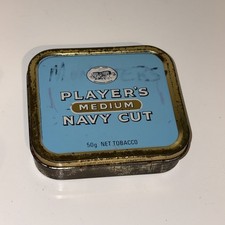 PLAYER'S
MEDIUM
NAVY CUT
50g NET TOBACCO